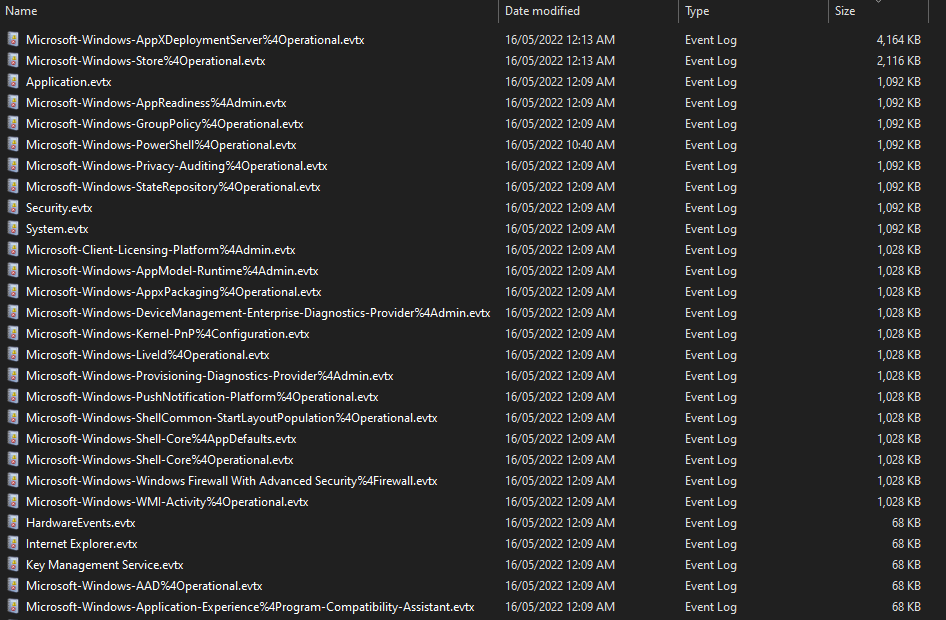 Name Date modified Type Size
Microsoft-Windows-AppXDeploymentServer%4Operational.evtx 16/05/2022 12:13 AM Event Log 4,164 KB
Microsoft-Windows-Store%4Operational.evtx 16/05/2022 12:13 AM Event Log 2,116 KB
Application.evtx 16/05/2022 12:09 AM Event Log 1,092 KB
Microsoft-Windows-AppReadiness%4Admin.evtx 16/05/2022 12:09 AM Event Log 1,092 KB
Microsoft-Windows-GroupPolicy%4Operational.evtx 16/05/2022 12:09 AM Event Log 1,092 KB
Microsoft-Windows-PowerShell%4Operational.evtx 16/05/2022 10:40 AM Event Log 1,092 KB
Microsoft-Windows-Privacy-Auditing%4Operational.evtx 16/05/2022 12:09 AM Event Log 1,092 KB
Microsoft-Windows-StateRepository%4Operational.evtx 16/05/2022 12:09 AM Event Log 1,092 KB
Security.evtx 16/05/2022 12:09 AM Event Log 1,092 KB
System.evtx 16/05/2022 12:09 AM Event Log 1,092 KB
Microsoft-Client-Licensing-Platform%4Admin.evtx 16/05/2022 12:09 AM Event Log 1,028 KB
Microsoft-Windows-AppModel-Runtime%4Admin.evtx 16/05/2022 12:09 AM Event Log 1,028 KB
Microsoft-Windows-AppxPackaging%4Operational.evtx 16/05/2022 12:09 AM Event Log 1,028 KB
Microsoft-Windows-DeviceManagement-Enterprise-Diagnostics-Provider%4Admin.evtx 16/05/2022 12:09 AM Event Log 1,028 KB
Microsoft-Windows-Kernel-PnP%4Configuration.evtx 16/05/2022 12:09 AM Event Log 1,028 KB
Microsoft-Windows-LiveId%4Operational.evtx 16/05/2022 12:09 AM Event Log 1,028 KB
Microsoft-Windows-Provisioning-Diagnostics-Provider%4Admin.evtx 16/05/2022 12:09 AM Event Log 1,028 KB
Microsoft-Windows-PushNotification-Platform%4Operational.evtx 16/05/2022 12:09 AM Event Log 1,028 KB
Microsoft-Windows-ShellCommon-StartLayoutPopulation%4Operational.evtx 16/05/2022 12:09 AM Event Log 1,028 KB
Microsoft-Windows-Shell-Core%4AppDefaults.evtx 16/05/2022 12:09 AM Event Log 1,028 KB
Microsoft-Windows-Shell-Core%4Operational.evtx 16/05/2022 12:09 AM Event Log 1,028 KB
Microsoft-Windows-Windows Firewall With Advanced Security%4Firewall.evtx 16/05/2022 12:09 AM Event Log 1,028 KB
Microsoft-Windows-WMI-Activity%4Operational.evtx 16/05/2022 12:09 AM Event Log 1,028 KB
HardwareEvents.evtx 16/05/2022 12:09 AM Event Log 68 KB
Internet Explorer.evtx 16/05/2022 12:09 AM Event Log 68 KB
Key Management Service.evtx 16/05/2022 12:09 AM Event Log 68 KB
Microsoft-Windows-AAD%4Operational.evtx 16/05/2022 12:09 AM Event Log 68 KB
Microsoft-Windows-Application-Experience%4Program-Compatibility-Assistant.evtx 16/05/2022 12:09 AM Event Log 68 KB